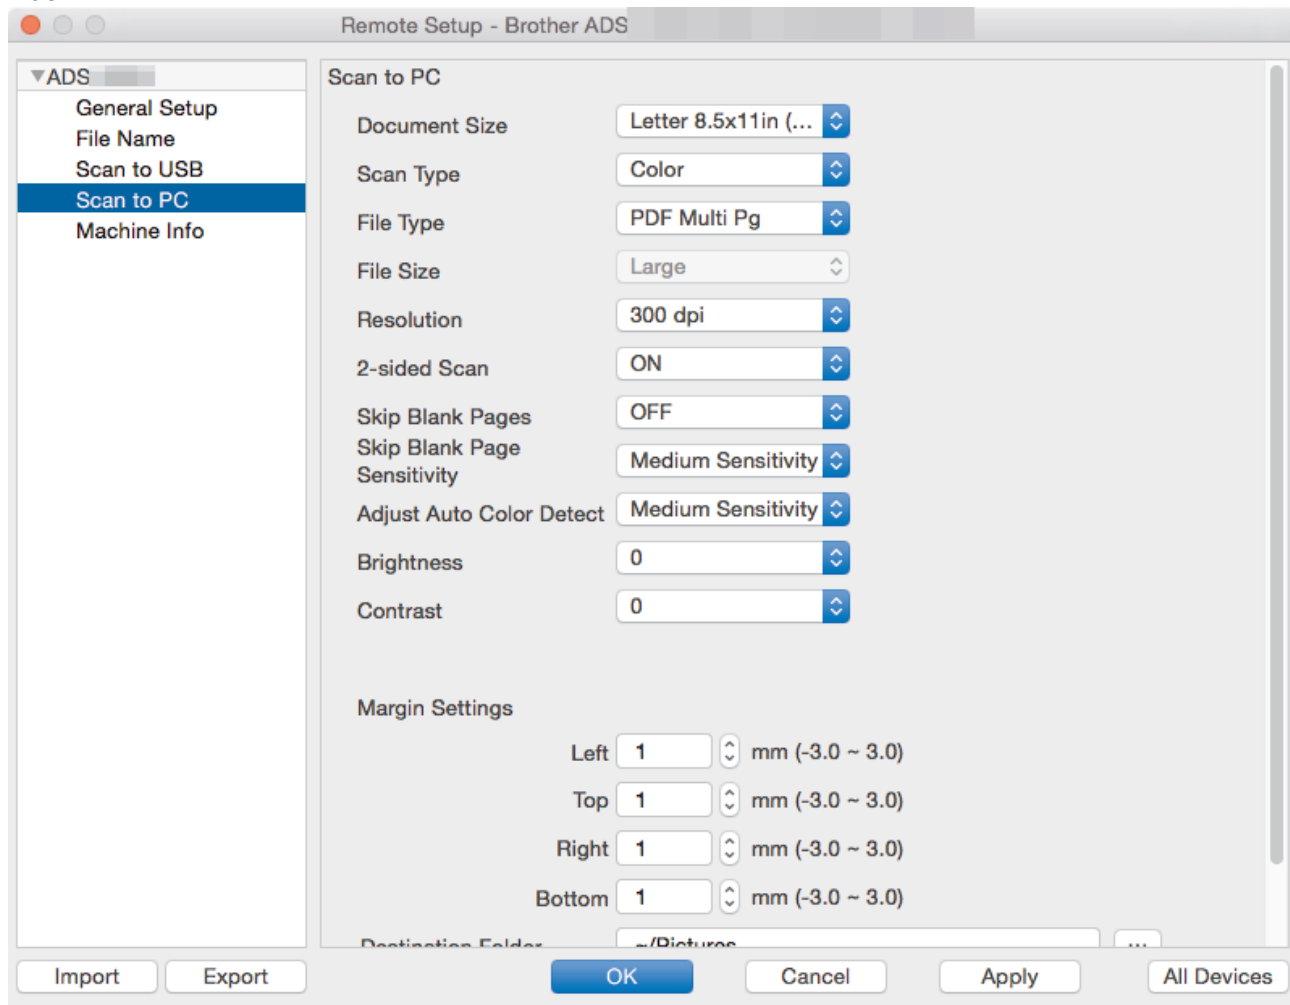 Remote Setup - Brother ADS
ADS
General Setup
File Name
Scan to USB
Scan to PC
Machine Info
Scan to PC
Document Size Letter 8.5x11in (...
Scan Type Color
File Type PDF Multi Pg
File Size Large
Resolution 300 dpi
2-sided Scan ON
Skip Blank Pages OFF
Skip Blank Page
Sensitivity Medium Sensitivity
Adjust Auto Color Detect Medium Sensitivity
Brightness 0
Contrast 0
Margin Settings
Left 1 mm (-3.0 ~ 3.0)
Top 1 mm (-3.0 ~ 3.0)
Right 1 mm (-3.0 ~ 3.0)
Bottom 1 mm (-3.0 ~ 3.0)
Destination Folder ~/Pictures ...
Import Export OK Cancel Apply All Devices